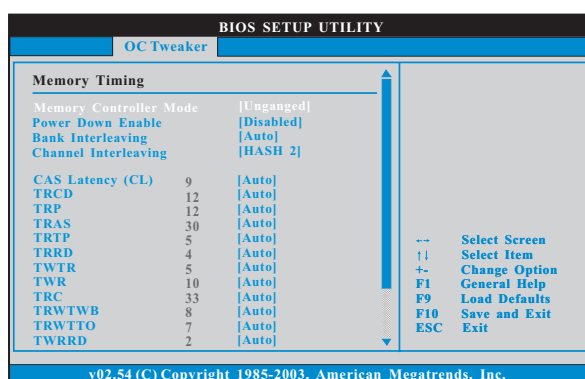 BIOS SETUP UTILITY
OC Tweaker
Memory Timing
Memory Controller Mode [Unganged]
Power Down Enable [Disabled]
Bank Interleaving [Auto]
Channel Interleaving [HASH 2]
CAS Latency (CL) 9 [Auto]
TRCD 12 [Auto]
TRP 12 [Auto]
TRAS 30 [Auto]
TRTP 5 [Auto]
TRRD 4 [Auto]
TWTR 5 [Auto]
TWR 10 [Auto]
TRC 33 [Auto]
TRWTWB 8 [Auto]
TRWTTO 7 [Auto]
TWRRD 2 [Auto]
←→ Select Screen
↑↓ Select Item
+- Change Option
F1 General Help
F9 Load Defaults
F10 Save and Exit
ESC Exit
v02.54 (C) Copyright 1985-2003, American Megatrends, Inc.